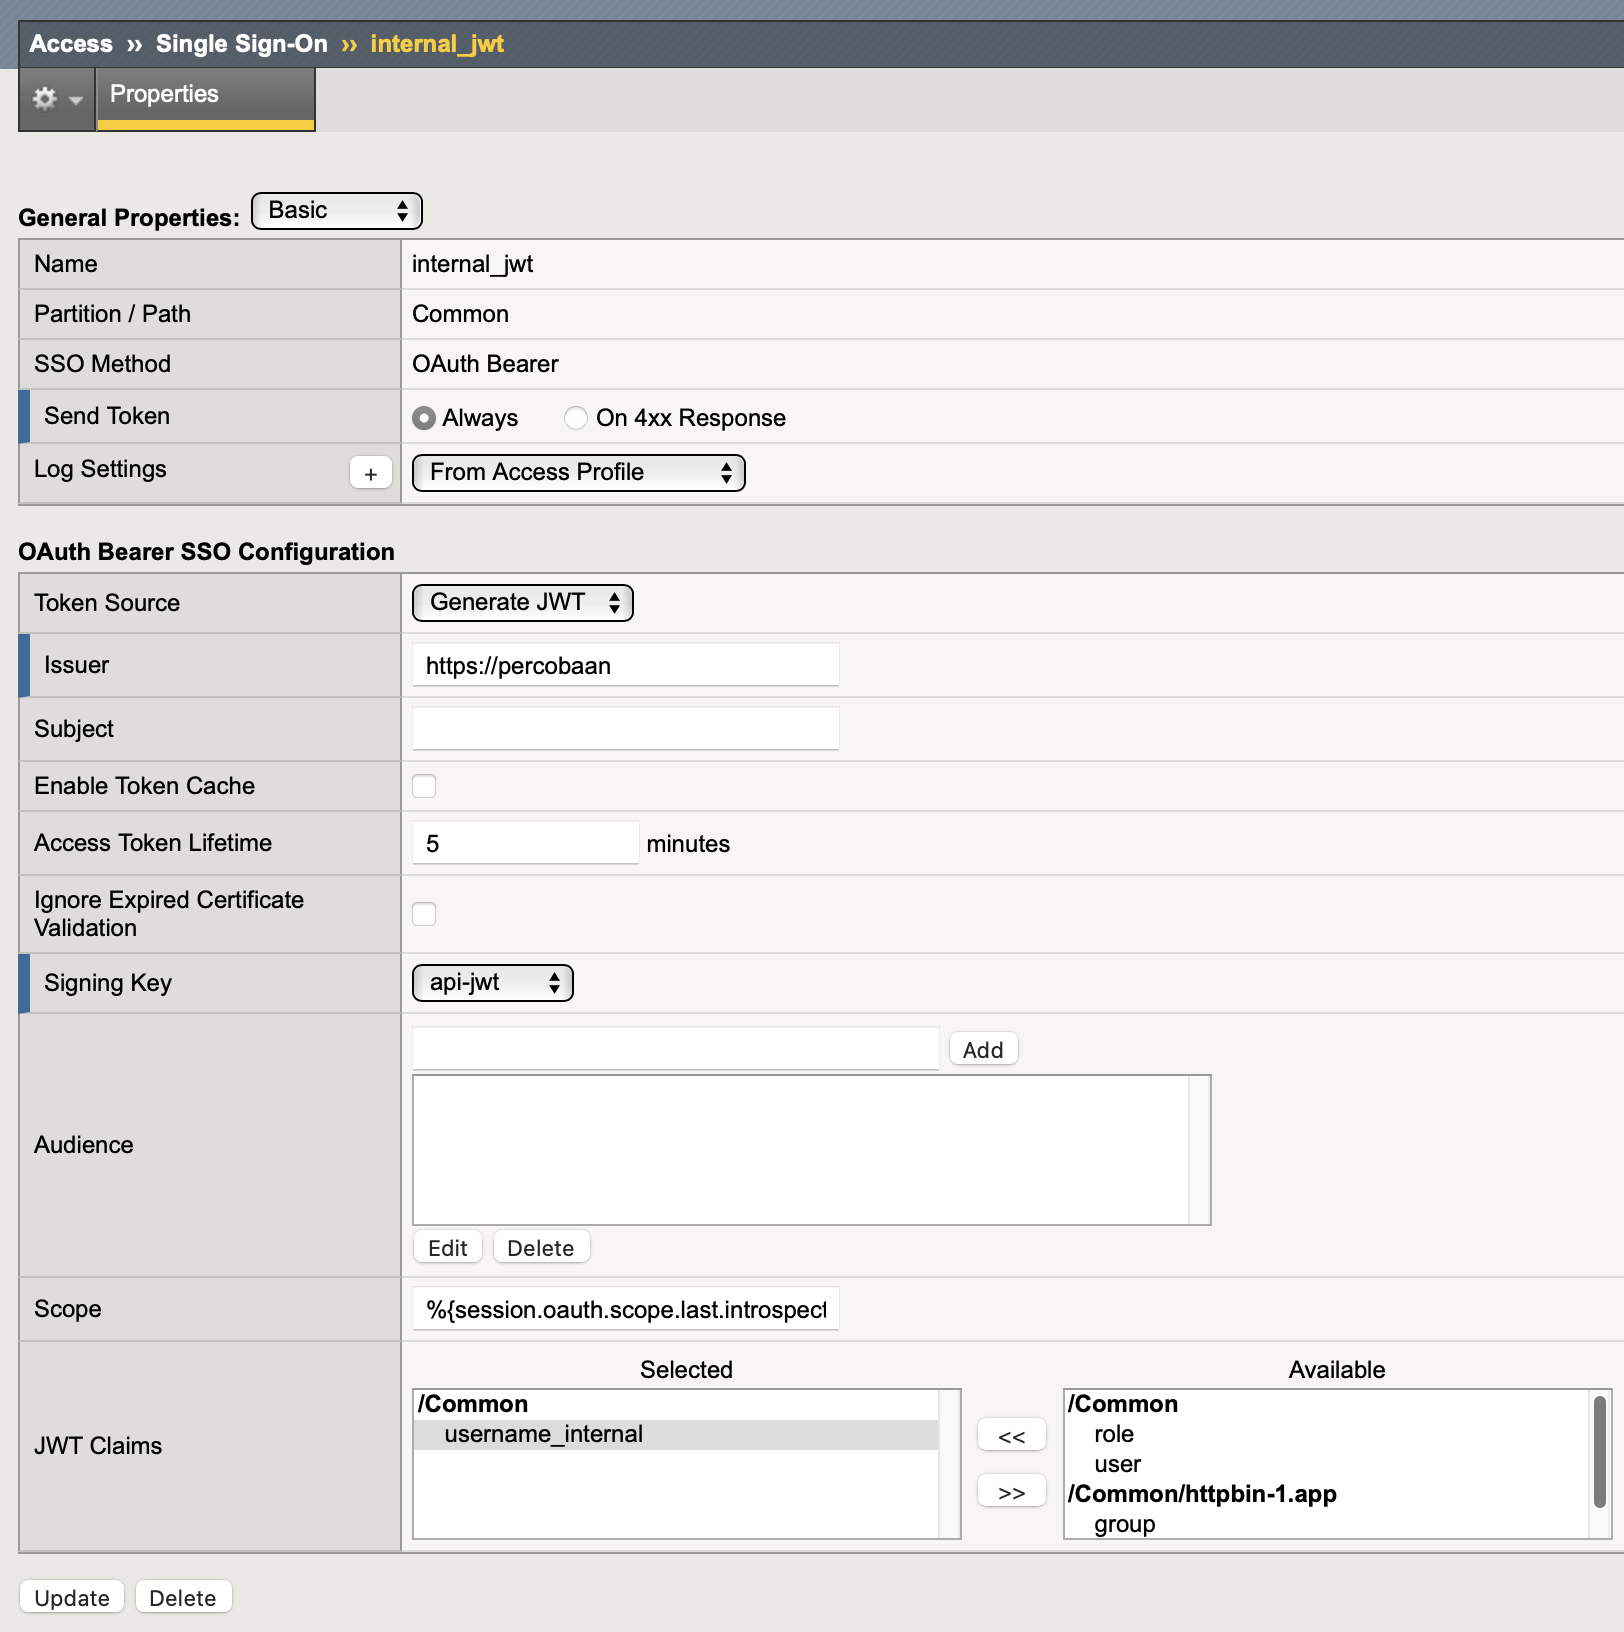 Access ›› Single Sign-On ›› internal_jwt
Properties
General Properties: Basic
Name internal_jwt
Partition / Path Common
SSO Method OAuth Bearer
Send Token Always On 4xx Response
Log Settings + From Access Profile
OAuth Bearer SSO Configuration
Token Source Generate JWT
Issuer https://percobaan
Subject
Enable Token Cache
Access Token Lifetime 5 minutes
Ignore Expired Certificate
Validation
Signing Key api-jwt
Add
Audience
Edit Delete
Scope %{session.oauth.scope.last.introspect
JWT Claims
Selected
/Common
username_internal
<<
>>
Available
/Common
role
user
/Common/httpbin-1.app
group
Update Delete